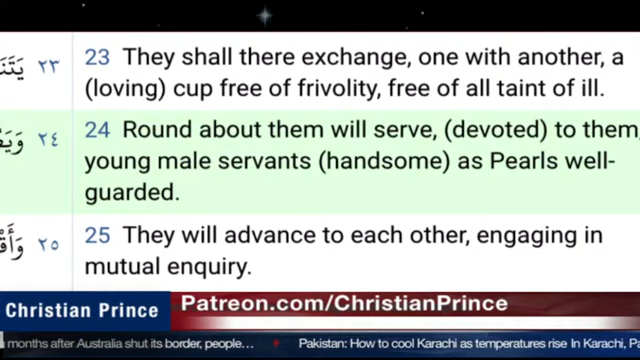 23 They shall there exchange, one with another, a
(loving) cup free of frivolity, free of all taint of ill.
٢٣
24 Round about them will serve, (devoted) to them,
young male servants (handsome) as Pearls well-
guarded.
٢٤
25 They will advance to each other, engaging in
mutual enquiry.
٢٥
Christian Prince
Patreon.com/ChristianPrince
months after Australia shut its border, people...
Pakistan: How to cool Karachi as temperatures rise In Karachi,